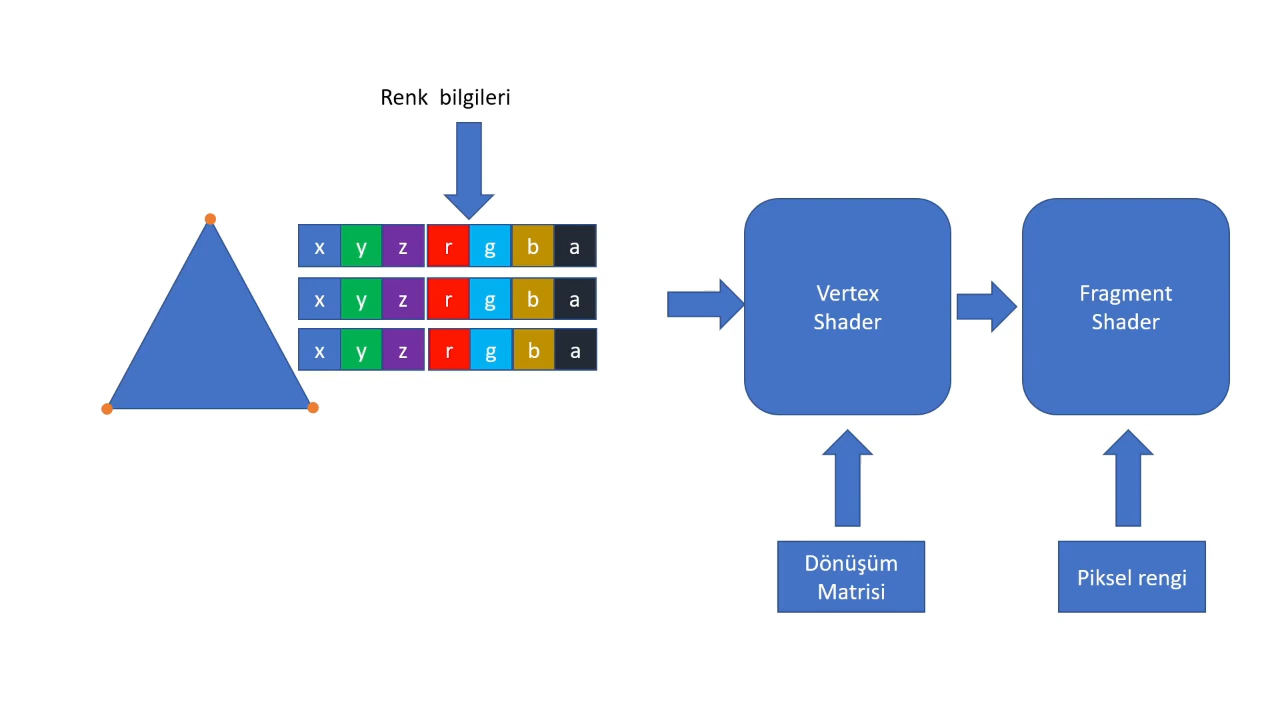 Renk bilgileri
x y z r g b a
x y z r g b a
x y z r g b a
Vertex
Shader
Fragment
Shader
Dönüşüm
Matrisi
Piksel rengi